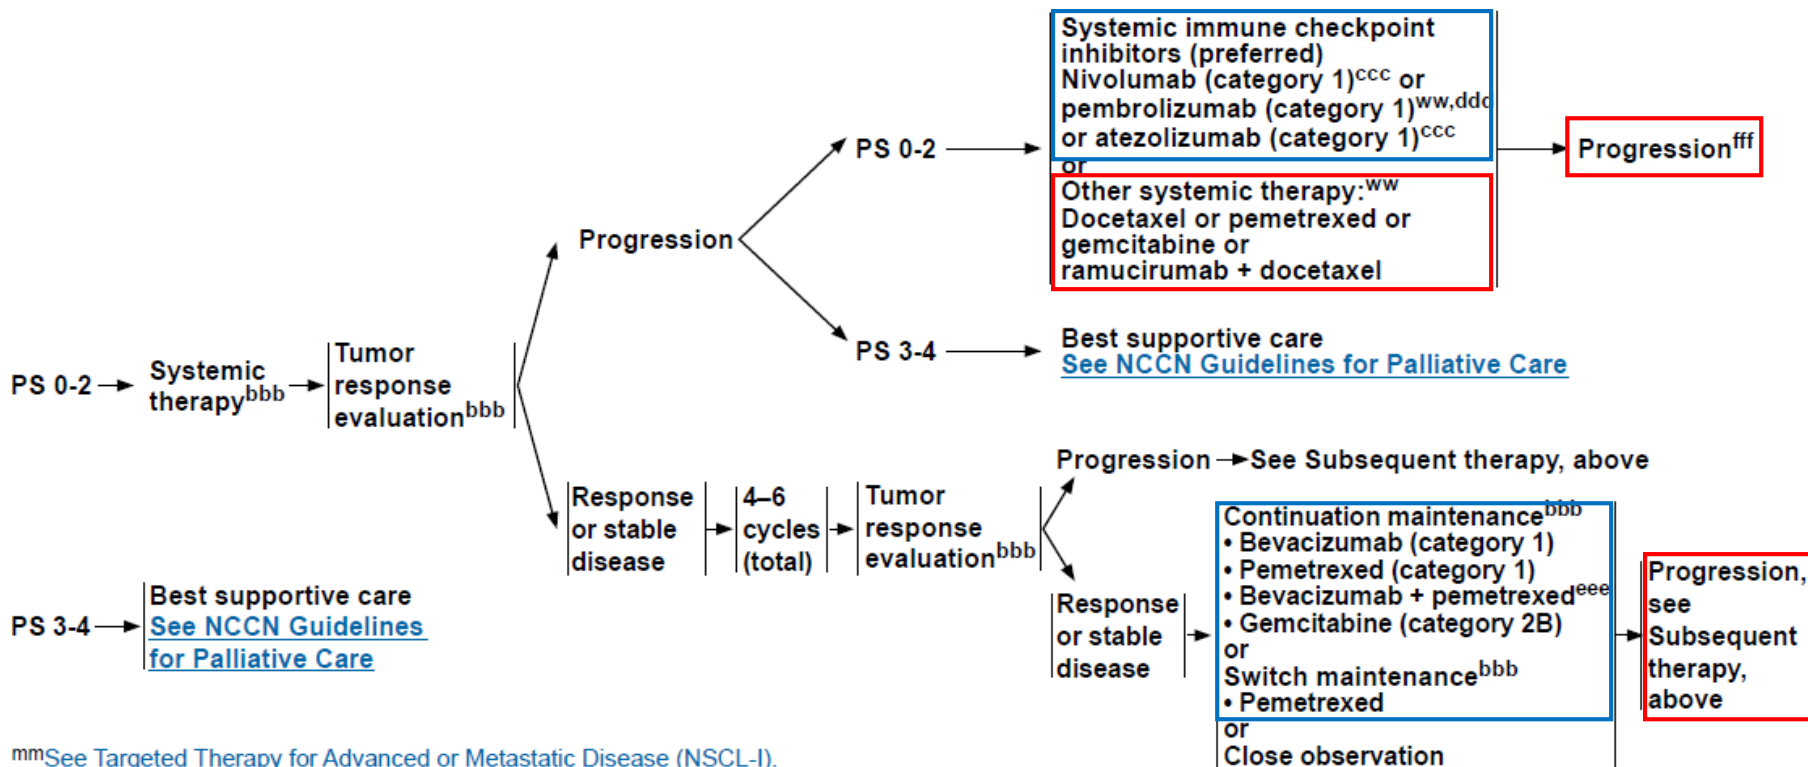 Systemic immune checkpoint
inhibitors (preferred)
Nivolumab (category 1)ccc or
pembrolizumab (category 1)ww,ddd
or atezolizumab (category 1)ccc
or
Other systemic therapy:ww
Docetaxel or pemetrexed or
gemcitabine or
ramucirumab + docetaxel
PS 0-2
Progressionfff
Progression
PS 3-4
Best supportive care
See NCCN Guidelines for Palliative Care
PS 0-2
Systemic
therapybbb
Tumor
response
evaluationbbb
Response
or stable
disease
4–6
cycles
(total)
Tumor
response
evaluationbbb
Progression
See Subsequent therapy, above
Response
or stable
disease
Continuation maintenancebbb
• Bevacizumab (category 1)
• Pemetrexed (category 1)
• Bevacizumab + pemetrexedeee
• Gemcitabine (category 2B)
or
Switch maintenancebbb
• Pemetrexed
or
Close observation
Progression,
see
Subsequent
therapy,
above
PS 3-4
Best supportive care
See NCCN Guidelines
for Palliative Care
mmSee Targeted Therapy for Advanced or Metastatic Disease (NSCL-I).